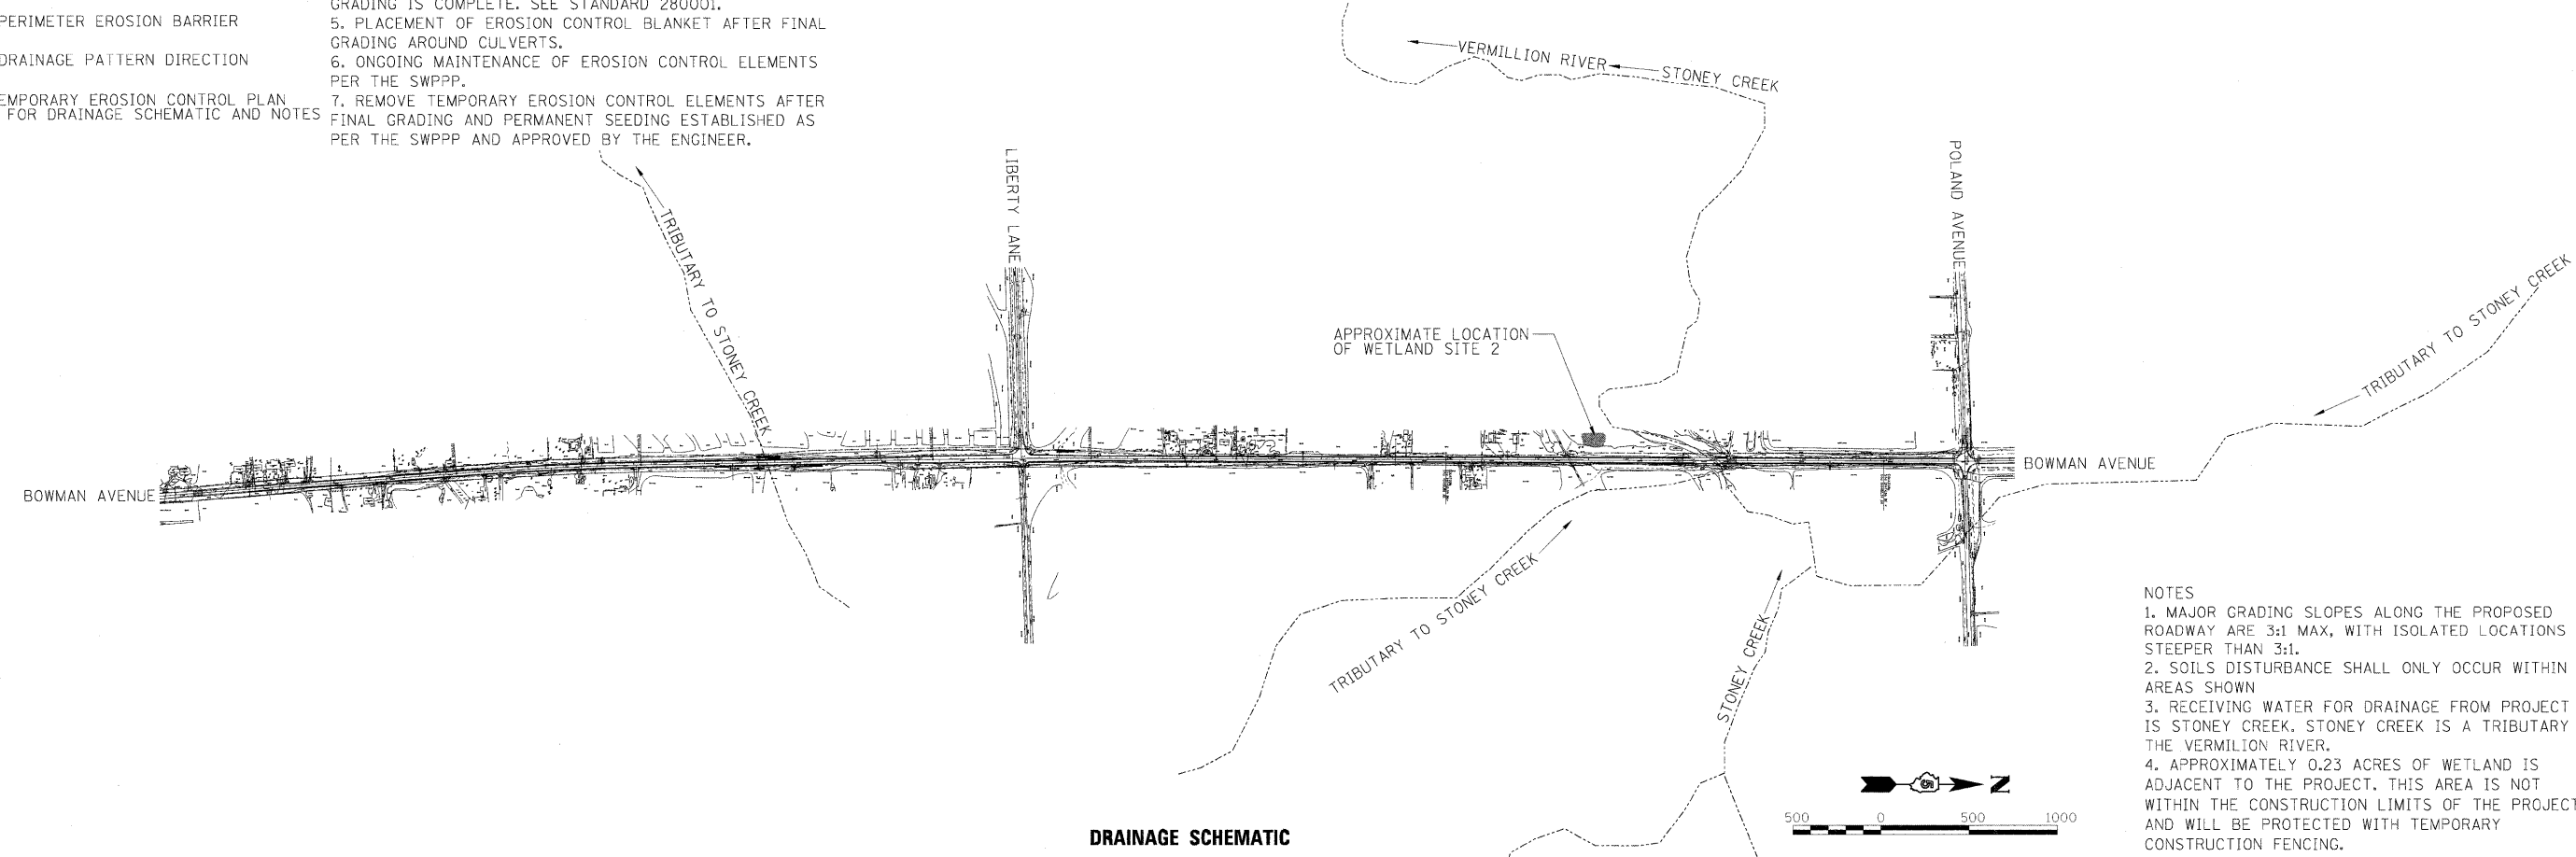 PERIMETER EROSION BARRIER
DRAINAGE PATTERN DIRECTION
EMPORARY EROSION CONTROL PLAN
FOR DRAINAGE SCHEMATIC AND NOTES
GRADING IS COMPLETE. SEE STANDARD 280001.
5. PLACEMENT OF EROSION CONTROL BLANKET AFTER FINAL
GRADING AROUND CULVERTS.
6. ONGOING MAINTENANCE OF EROSION CONTROL ELEMENTS
PER THE SWPPP.
7. REMOVE TEMPORARY EROSION CONTROL ELEMENTS AFTER
FINAL GRADING AND PERMANENT SEEDING ESTABLISHED AS
PER THE SWPPP AND APPROVED BY THE ENGINEER.
VERMILLION RIVER
STONEY CREEK
LIBERTY LANE
POLAND AVENUE
TRIBUTARY TO STONEY CREEK
TRIBUTARY TO STONEY CREEK
APPROXIMATE LOCATION
OF WETLAND SITE 2
BOWMAN AVENUE
BOWMAN AVENUE
TRIBUTARY TO STONEY CREEK
STONEY CREEK
NOTES
1. MAJOR GRADING SLOPES ALONG THE PROPOSED
ROADWAY ARE 3:1 MAX, WITH ISOLATED LOCATIONS
STEEPER THAN 3:1.
2. SOILS DISTURBANCE SHALL ONLY OCCUR WITHIN
AREAS SHOWN
3. RECEIVING WATER FOR DRAINAGE FROM PROJECT
IS STONEY CREEK. STONEY CREEK IS A TRIBUTARY
THE VERMILION RIVER.
4. APPROXIMATELY 0.23 ACRES OF WETLAND IS
ADJACENT TO THE PROJECT. THIS AREA IS NOT
WITHIN THE CONSTRUCTION LIMITS OF THE PROJECT
AND WILL BE PROTECTED WITH TEMPORARY
CONSTRUCTION FENCING.
N
500 0 500 1000
DRAINAGE SCHEMATIC